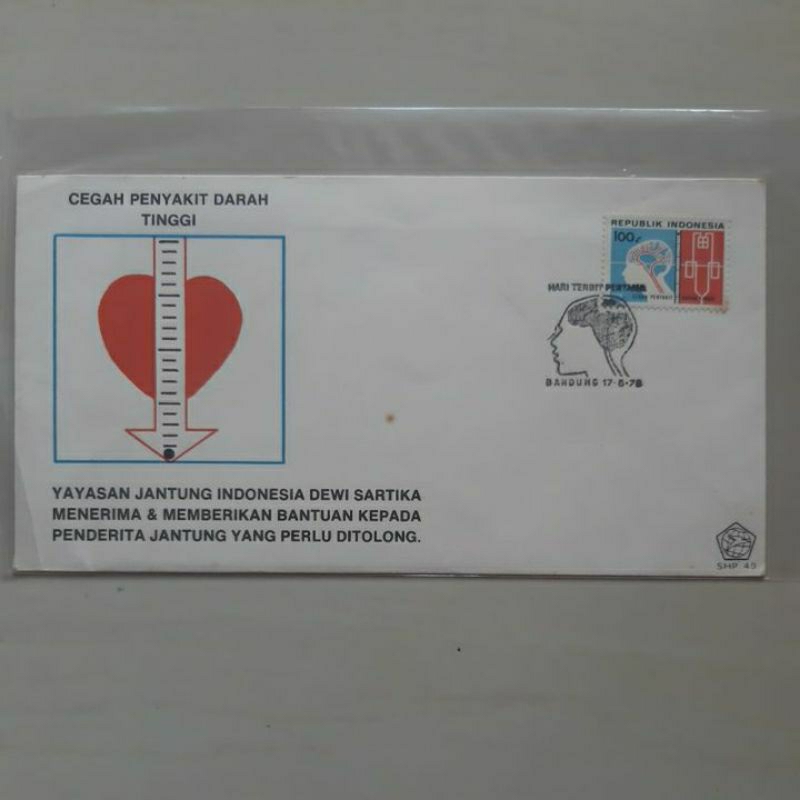 CEGAH PENYAKIT DARAH
TINGGI
REPUBLIK INDONESIA
100
HARI TERBIT PERTAMA
BANDUNG 17-6-78
YAYASAN JANTUNG INDONESIA DEWI SARTIKA
MENERIMA & MEMBERIKAN BANTUAN KEPADA
PENDERITA JANTUNG YANG PERLU DITOLONG.
SHP 49